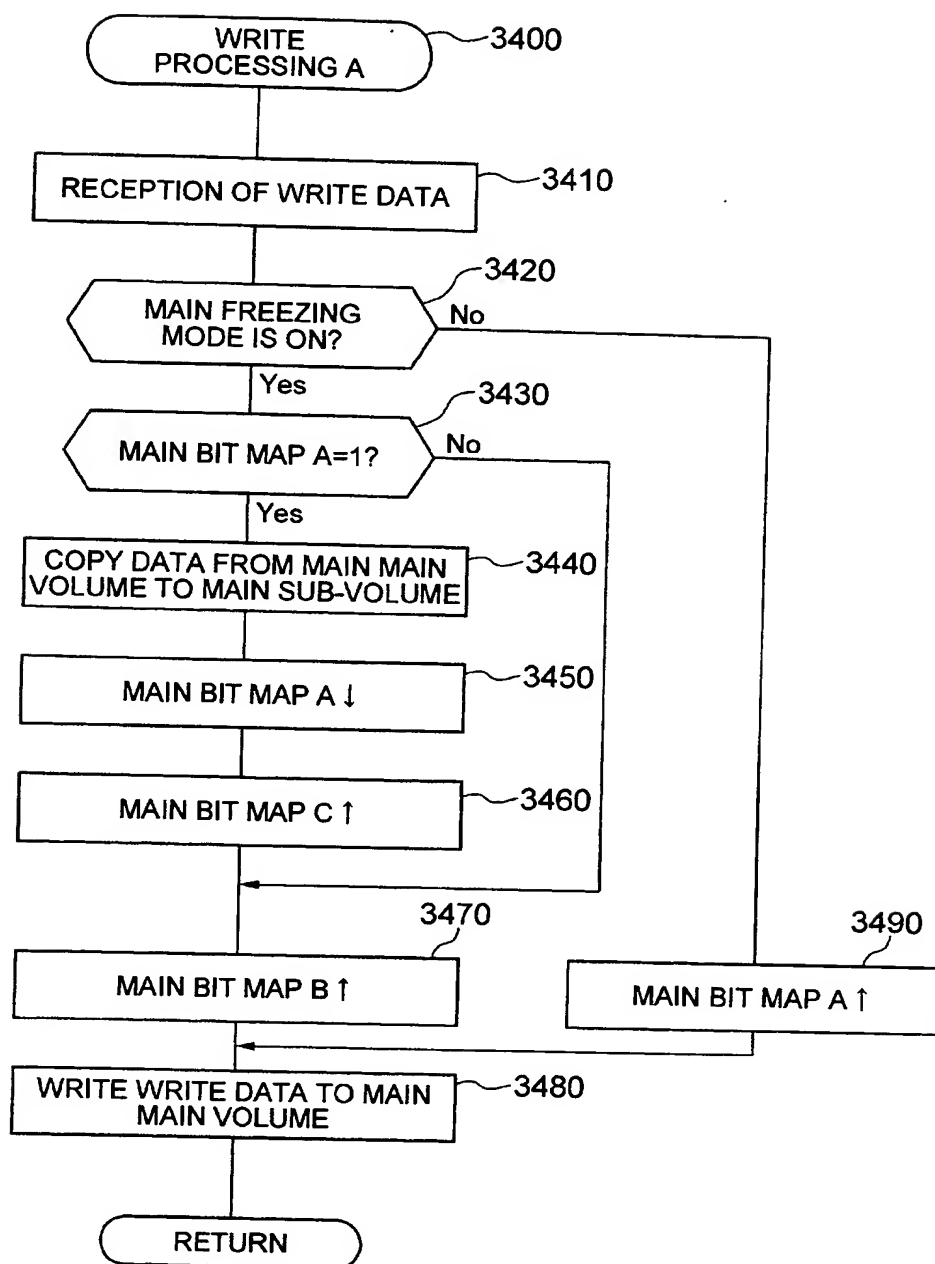 WRITE
PROCESSING A
3400
RECEPTION OF WRITE DATA
3410
MAIN FREEZING
MODE IS ON?
3420
No
Yes
MAIN BIT MAP A=1?
3430
No
Yes
COPY DATA FROM MAIN MAIN
VOLUME TO MAIN SUB-VOLUME
3440
MAIN BIT MAP A ↓
3450
MAIN BIT MAP C ↑
3460
MAIN BIT MAP B ↑
3470
MAIN BIT MAP A ↑
3490
WRITE WRITE DATA TO MAIN
MAIN VOLUME
3480
RETURN